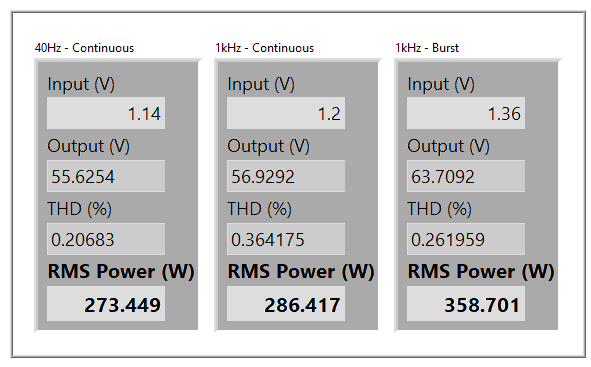 40Hz - Continuous
Input (V)
1.14
Output (V)
55.6254
THD (%)
0.20683
RMS Power (W)
273.449
1kHz - Continuous
Input (V)
1.2
Output (V)
56.9292
THD (%)
0.364175
RMS Power (W)
286.417
1kHz - Burst
Input (V)
1.36
Output (V)
63.7092
THD (%)
0.261959
RMS Power (W)
358.701